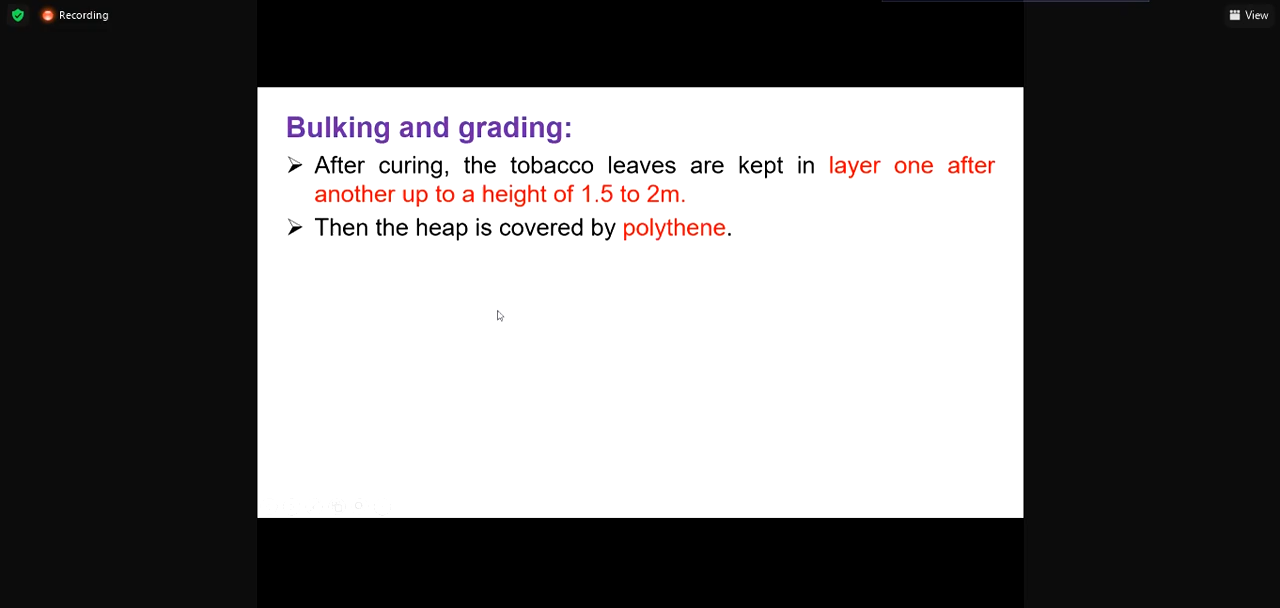 Recording
View
Bulking and grading:
➢ After curing, the tobacco leaves are kept in layer one after
another up to a height of 1.5 to 2m.
➢ Then the heap is covered by polythene.